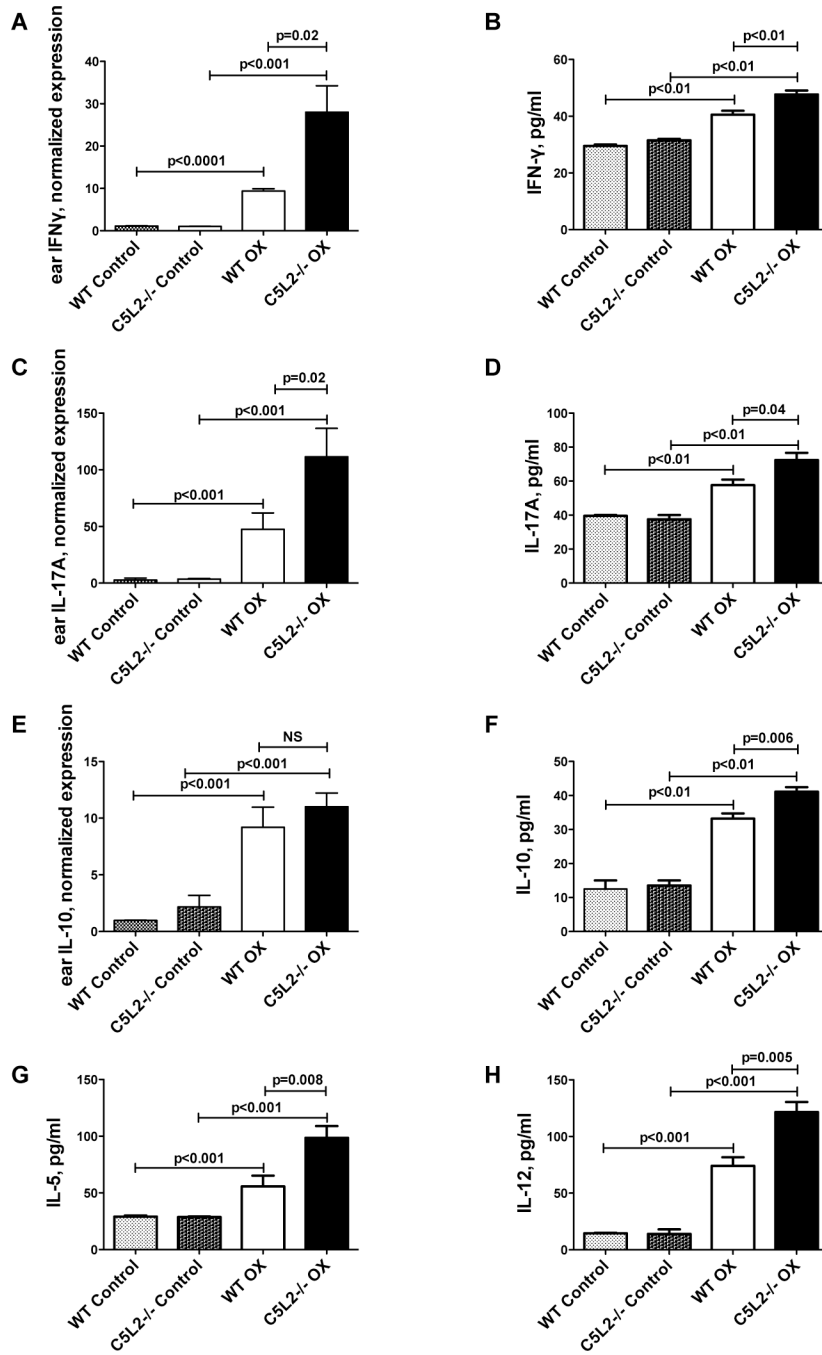 A
p=0.02
p<0.001
p<0.0001
ear IFNγ, normalized expression
40
30
20
10
0
WT Control
C5L2-/- Control
WT OX
C5L2-/- OX
B
p<0.01
p<0.01
p<0.01
IFN-γ, pg/ml
60
40
20
0
WT Control
C5L2-/- Control
WT OX
C5L2-/- OX
C
p=0.02
p<0.001
p<0.001
ear IL-17A, normalized expression
150
100
50
0
WT Control
C5L2-/- Control
WT OX
C5L2-/- OX
D
p=0.04
p<0.01
p<0.01
IL-17A, pg/ml
100
80
60
40
20
0
WT Control
C5L2-/- Control
WT OX
C5L2-/- OX
E
NS
p<0.001
p<0.001
ear IL-10, normalized expression
15
10
5
0
WT Control
C5L2-/- Control
WT OX
C5L2-/- OX
F
p=0.006
p<0.01
p<0.01
IL-10, pg/ml
50
40
30
20
10
0
WT Control
C5L2-/- Control
WT OX
C5L2-/- OX
G
p=0.008
p<0.001
p<0.001
IL-5, pg/ml
150
100
50
0
WT Control
C5L2-/- Control
WT OX
C5L2-/- OX
H
p=0.005
p<0.001
p<0.001
IL-12, pg/ml
150
100
50
0
WT Control
C5L2-/- Control
WT OX
C5L2-/- OX